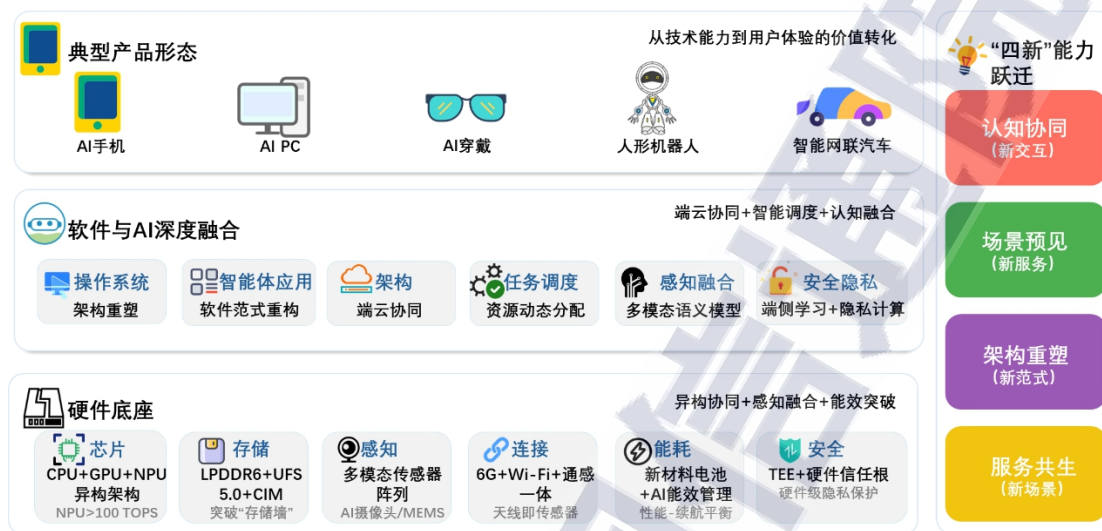 典型产品形态
从技术能力到用户体验的价值转化
AI手机
AI PC
AI穿戴
人形机器人
智能网联汽车
软件与AI深度融合
端云协同+智能调度+认知融合
操作系统
架构重塑
智能体应用
软件范式重构
架构
端云协同
任务调度
资源动态分配
感知融合
多模态语义模型
安全隐私
端侧学习+隐私计算
硬件底座
异构协同+感知融合+能效突破
芯片
CPU+GPU+NPU
异构架构
NPU>100 TOPS
存储
LPDDR6+UFS
5.0+CIM
突破“存储墙”
感知
多模态传感器
阵列
AI摄像头/MEMS
连接
6G+Wi-Fi+通感
一体
天线即传感器
能耗
新材料电池
+AI能效管理
性能-续航平衡
安全
TEE+硬件信任根
硬件级隐私保护
“四新”能力
跃迁
认知协同
(新交互)
场景预见
(新服务)
架构重塑
(新范式)
服务共生
(新场景)